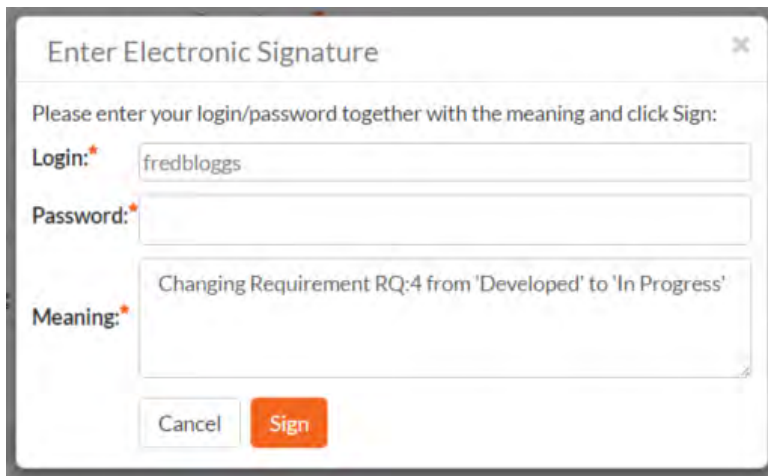 Enter Electronic Signature
×
Please enter your login/password together with the meaning and click Sign:
Login:* fredbloggs
Password:*
Meaning:* Changing Requirement RQ:4 from 'Developed' to 'In Progress'
Cancel Sign